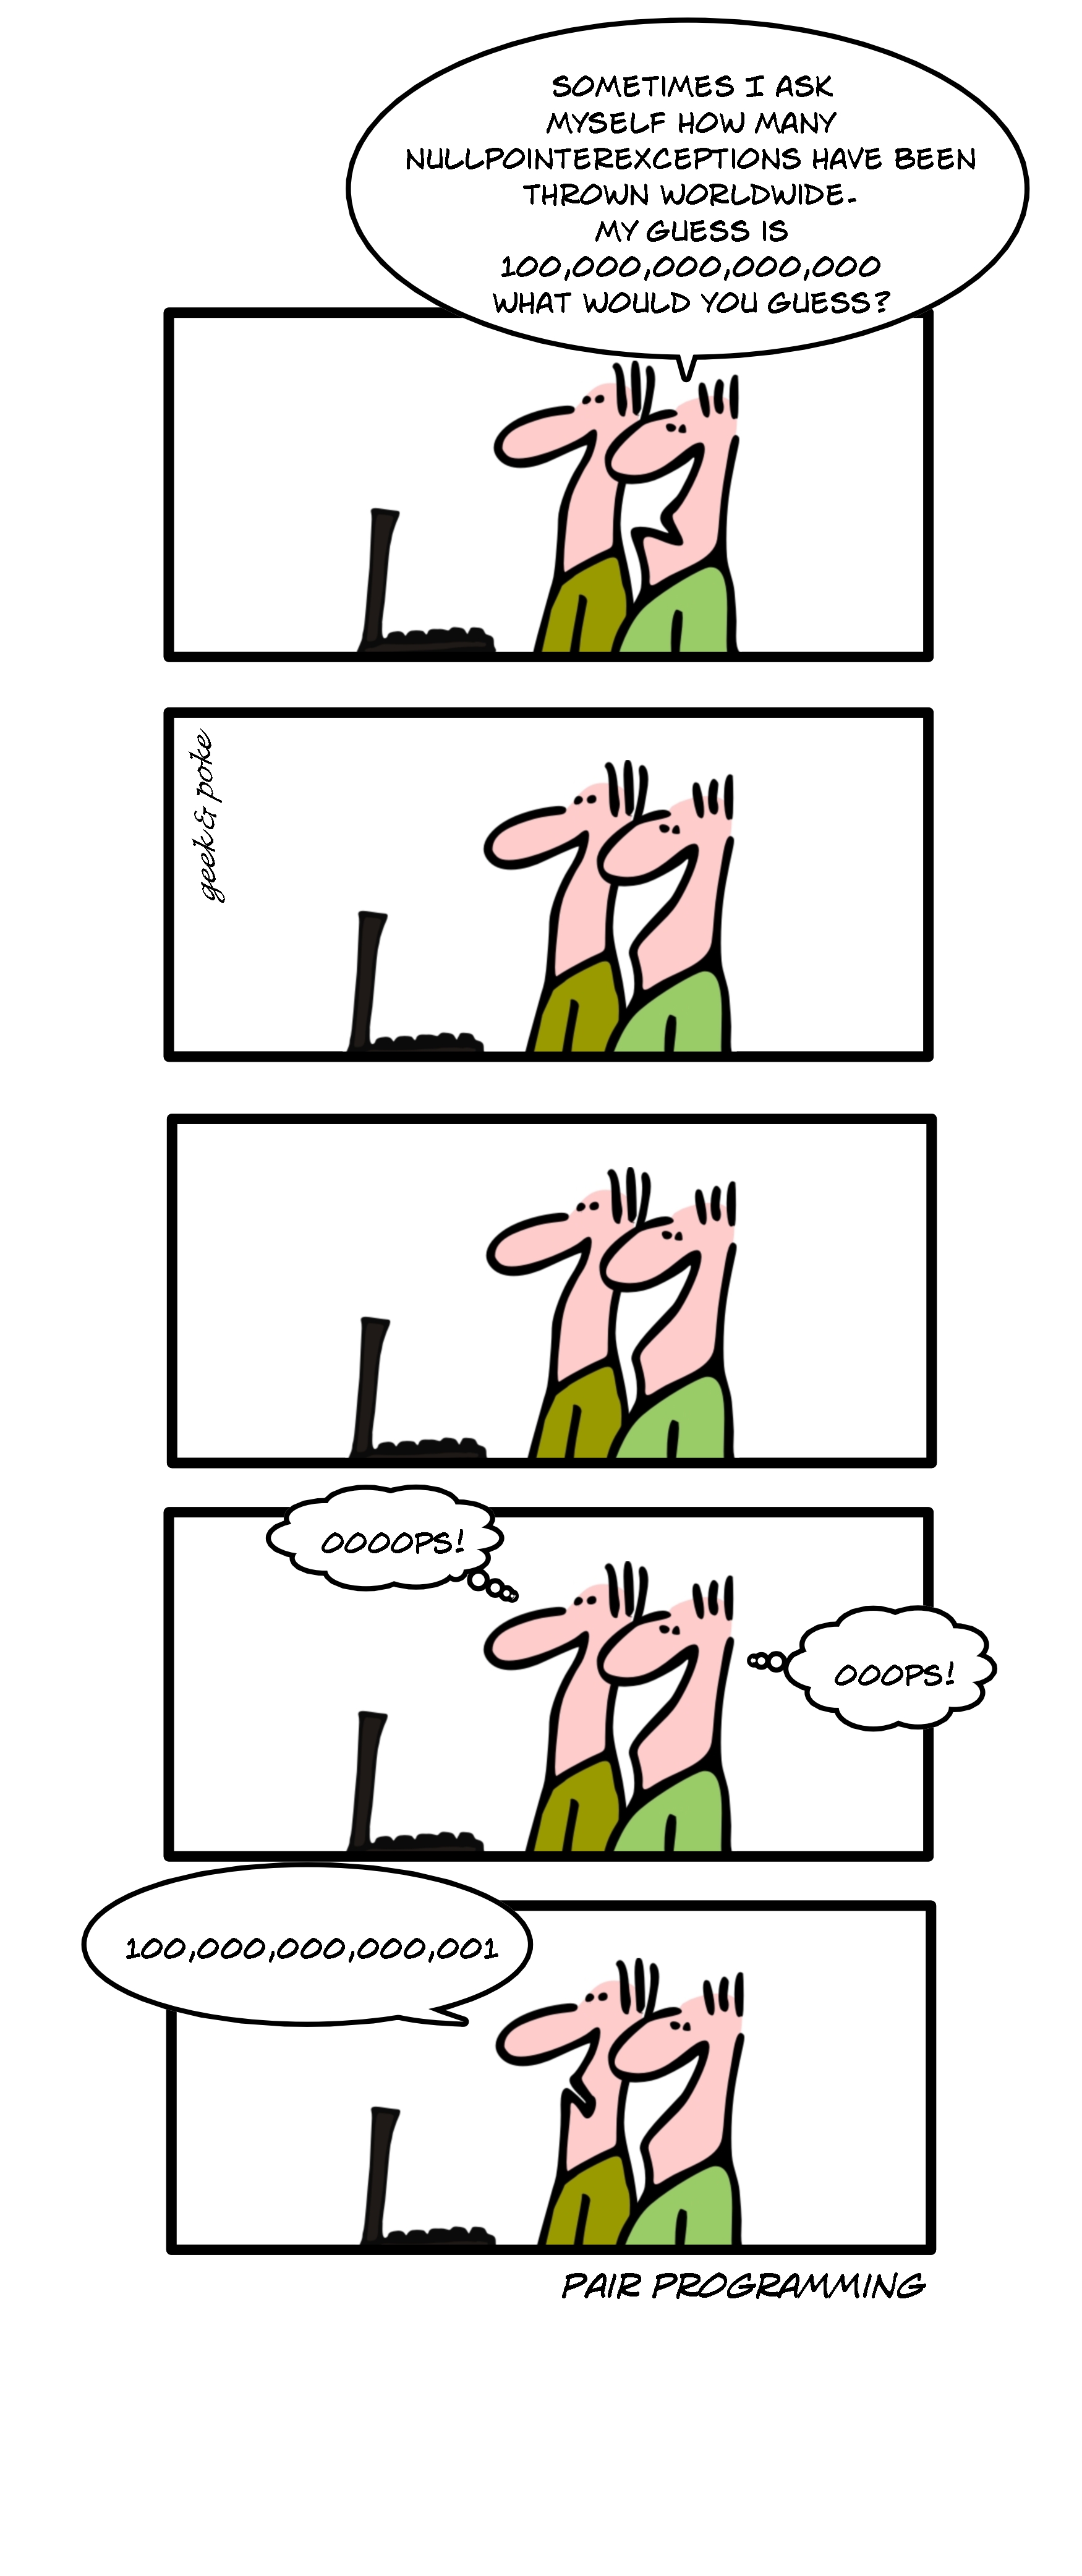 SOMETIMES I ASK
MYSELF HOW MANY
NULLPOINTEREXCEPTIONS HAVE BEEN
THROWN WORLDWIDE.
MY GUESS IS
100,000,000,000,000
WHAT WOULD YOU GUESS?
geek & poke
OOOOPS!
OOOPS!
100,000,000,000,001
PAIR PROGRAMMING